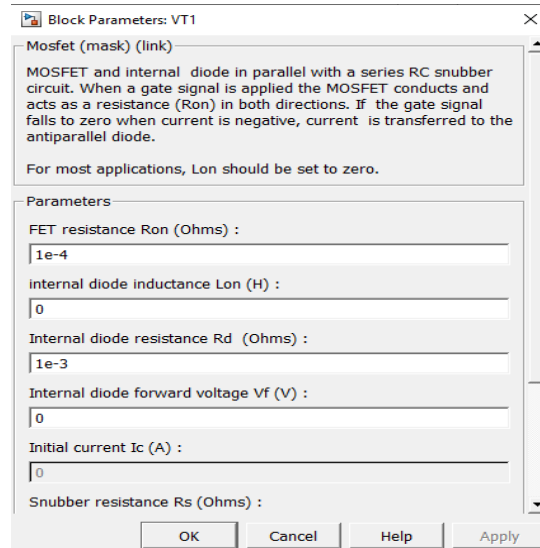 Block Parameters: VT1
Mosfet (mask) (link)
MOSFET and internal diode in parallel with a series RC snubber
circuit. When a gate signal is applied the MOSFET conducts and
acts as a resistance (Ron) in both directions. If the gate signal
falls to zero when current is negative, current is transferred to the
antiparallel diode.
For most applications, Lon should be set to zero.
Parameters
FET resistance Ron (Ohms) :
1e-4
internal diode inductance Lon (H) :
0
Internal diode resistance Rd (Ohms) :
1e-3
Internal diode forward voltage Vf (V) :
0
Initial current Ic (A) :
0
Snubber resistance Rs (Ohms) :
OK Cancel Help Apply